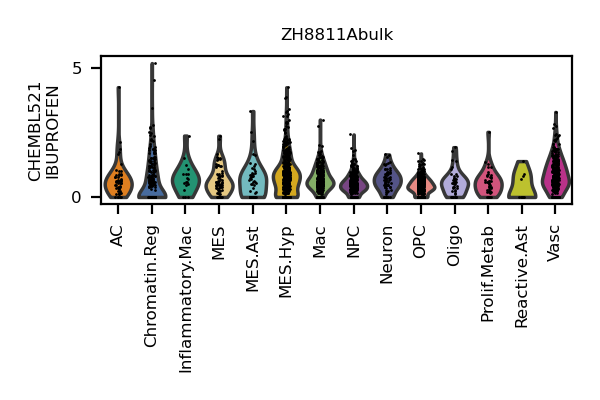 ZH8811Abulk
CHEMBL521
IBUPROFEN
5
0
AC
Chromatin.Reg
Inflammatory.Mac
MES
MES.Ast
MES.Hyp
Mac
NPC
Neuron
OPC
Oligo
Prolif.Metab
Reactive.Ast
Vasc